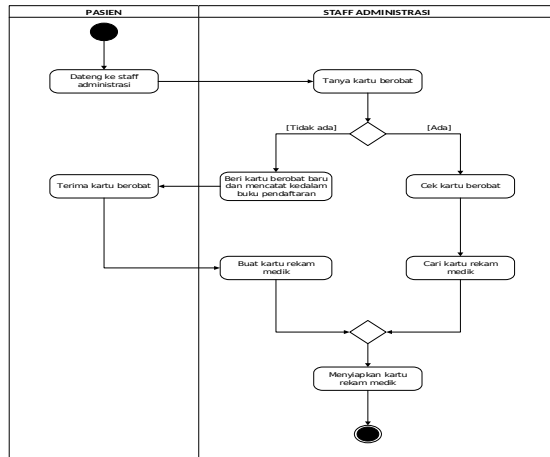 PASIEN
STAFF ADMINISTRASI
Dateng ke staff
administrasi
Tanya kartu berobat
[Tidak ada]
[Ada]
Terima kartu berobat
Beri kartu berobat baru
dan mencatat kedalam
buku pendaftaran
Cek kartu berobat
Buat kartu rekam
medik
Cari kartu rekam
medik
Menyiapkan kartu
rekam medik